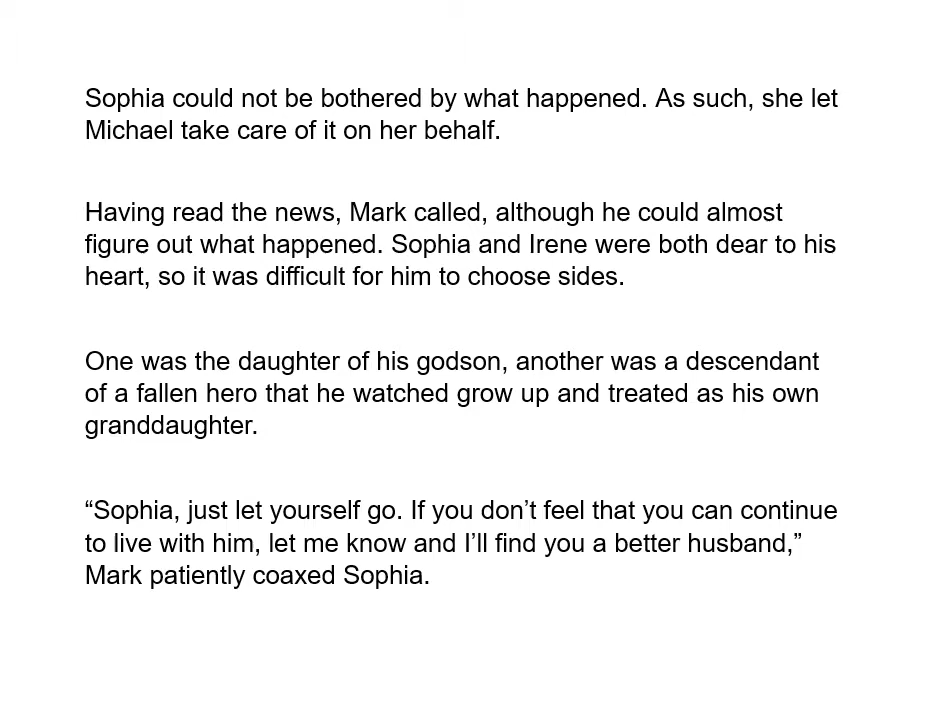 Sophia could not be bothered by what happened. As such, she let
Michael take care of it on her behalf.
Having read the news, Mark called, although he could almost
figure out what happened. Sophia and Irene were both dear to his
heart, so it was difficult for him to choose sides.
One was the daughter of his godson, another was a descendant
of a fallen hero that he watched grow up and treated as his own
granddaughter.
“Sophia, just let yourself go. If you don’t feel that you can continue
to live with him, let me know and I’ll find you a better husband,”
Mark patiently coaxed Sophia.